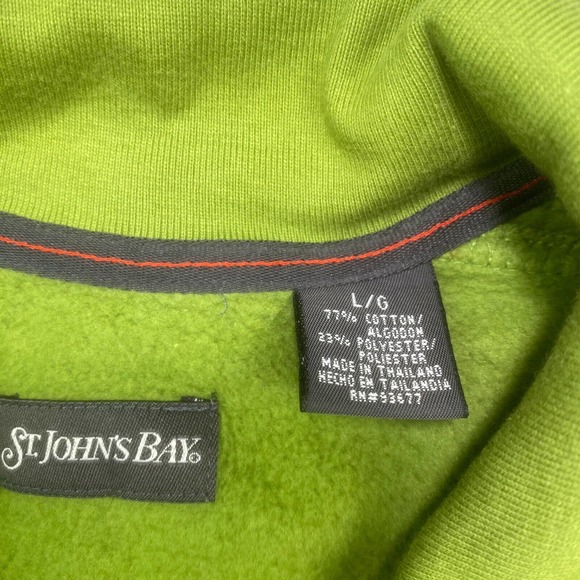 L/G
77% COTTON/
ALGODON
23% POLYESTER/
POLIESTER
MADE IN THAILAND
HECHO EN TAILANDIA
RN#93677
ST. JOHN'S BAY